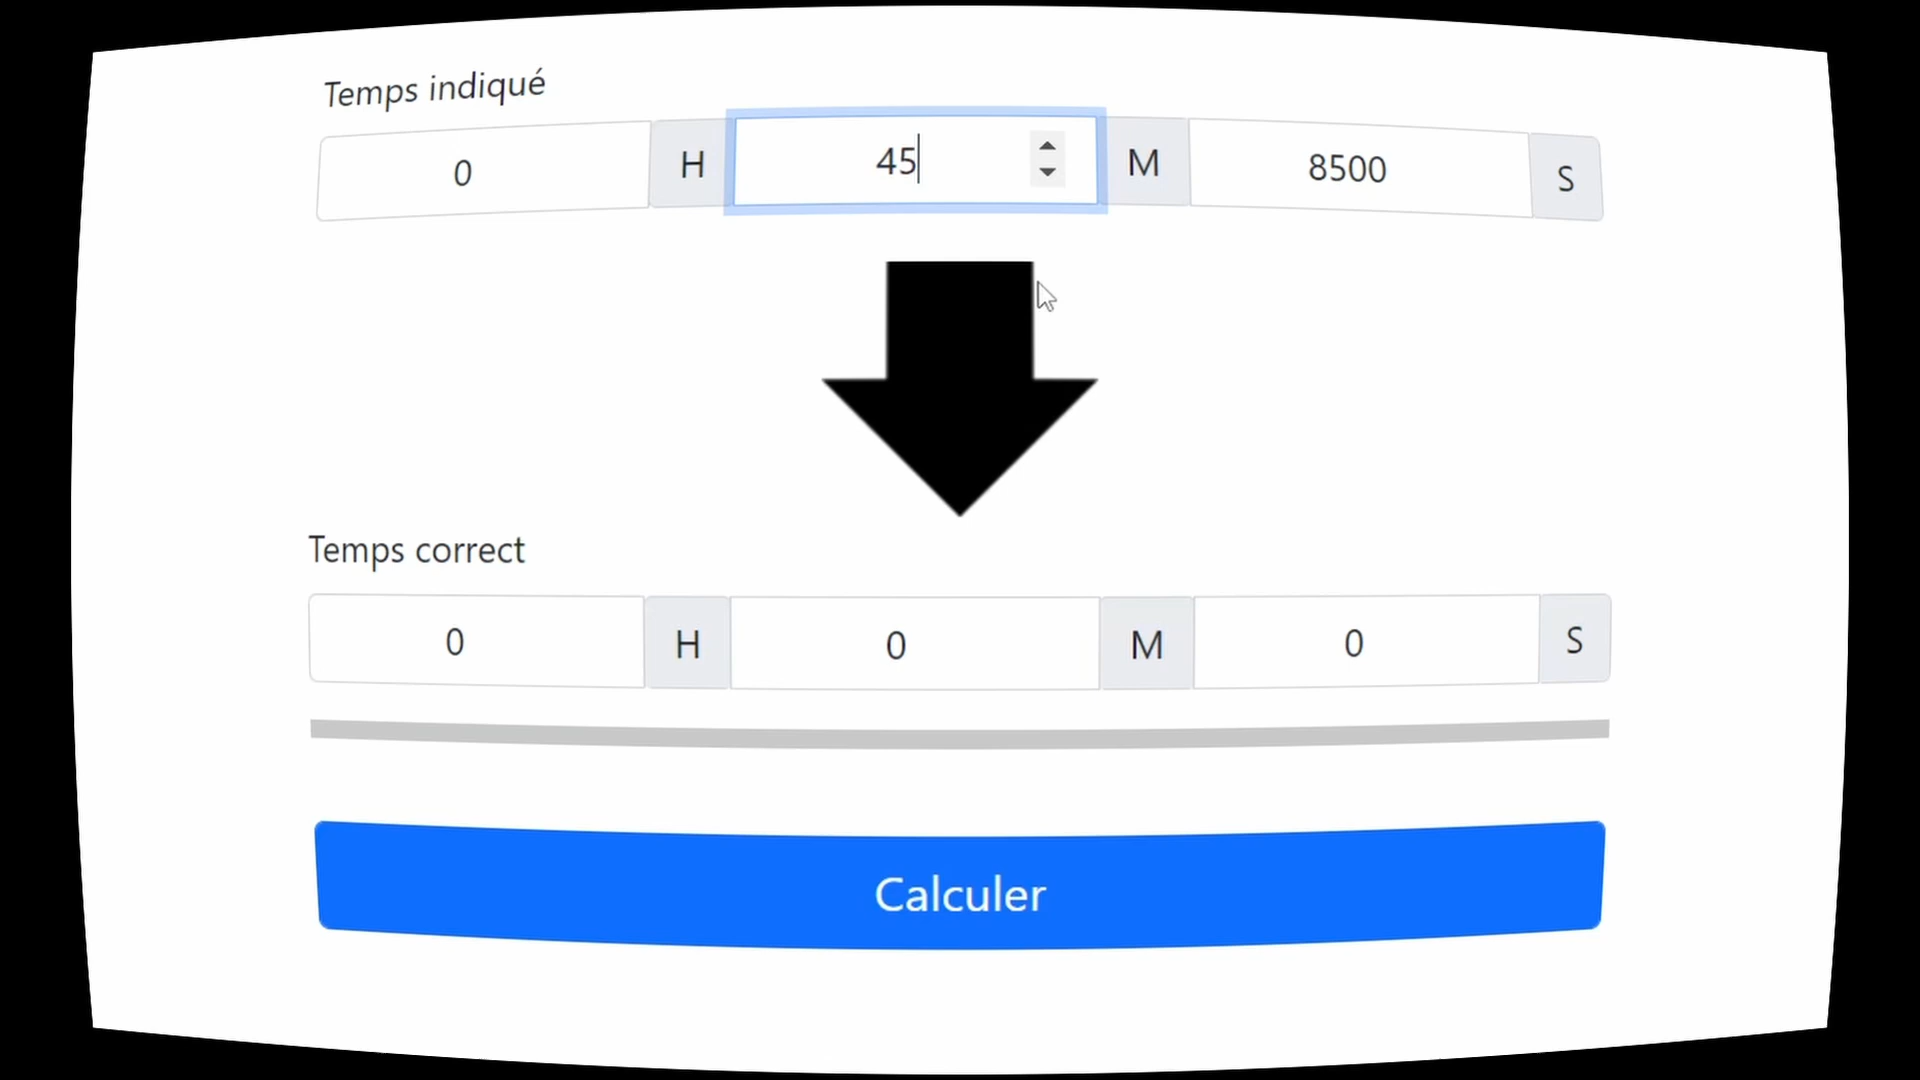 Temps indiqué
0 H 45 M 8500 S
Temps correct
0 H 0 M 0 S
Calculer